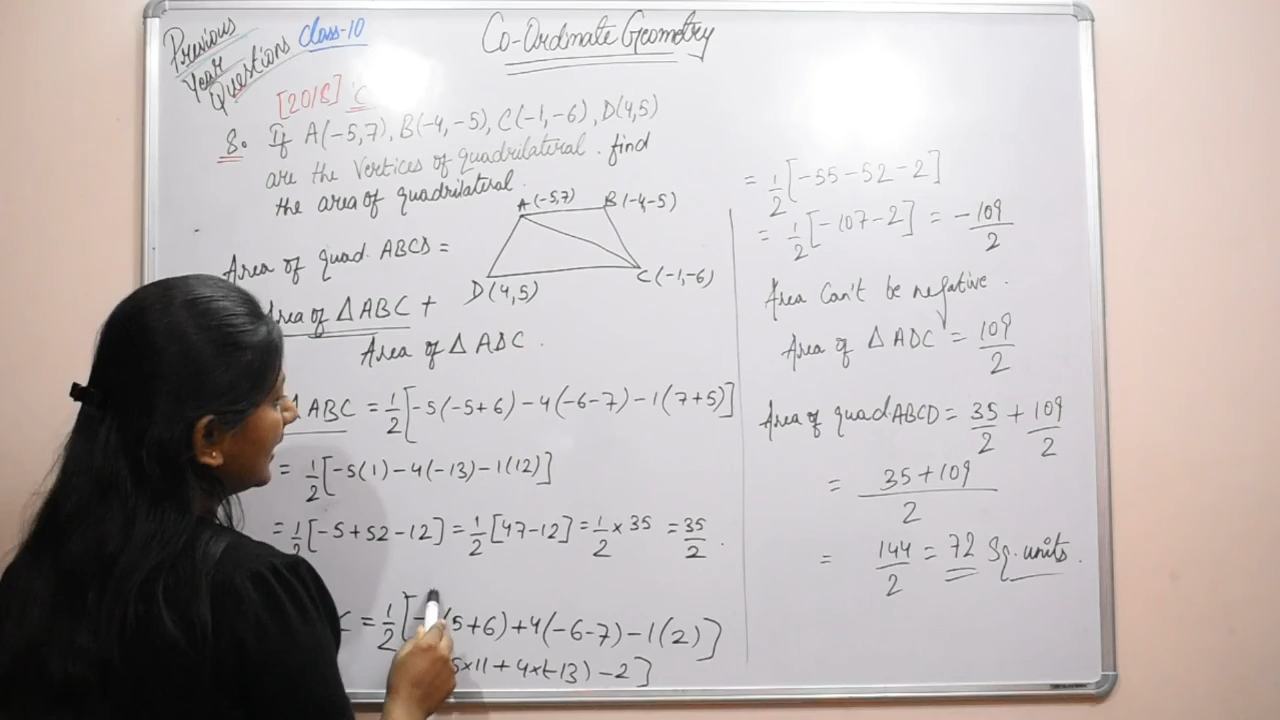 Previous
Year
Questions
Class-10
Co-Ordinate Geometry
[2018] C
8. If A(-5,7), B(-4,-5), C(-1,-6), D(4,5)
are the vertices of quadrilateral. find
the area of quadrilateral.
A(-5,7) B(-4-5)
D(4,5) C(-1,-6)
Area of quad. ABCD =
Area of △ABC +
Area of △ADC.
△ABC = 1/2[-5(-5+6) -4(-6-7) -1(7+5)]
= 1/2[-5(1) -4(-13) -1(12)]
= 1/2[-5+52-12] = 1/2[47-12] = 1/2 × 35 = 35/2.
= 1/2[ (5+6) +4(-6-7) -1(2)]
5×11 + 4×(-13) -2]
= 1/2[-55-52-2]
= 1/2[-107-2] = -109/2
Area Can't be negative.
Area of △ADC = 109/2
Area of quad.ABCD = 35/2 + 109/2
= 35+109/2
= 144/2 = 72 Sq. units.